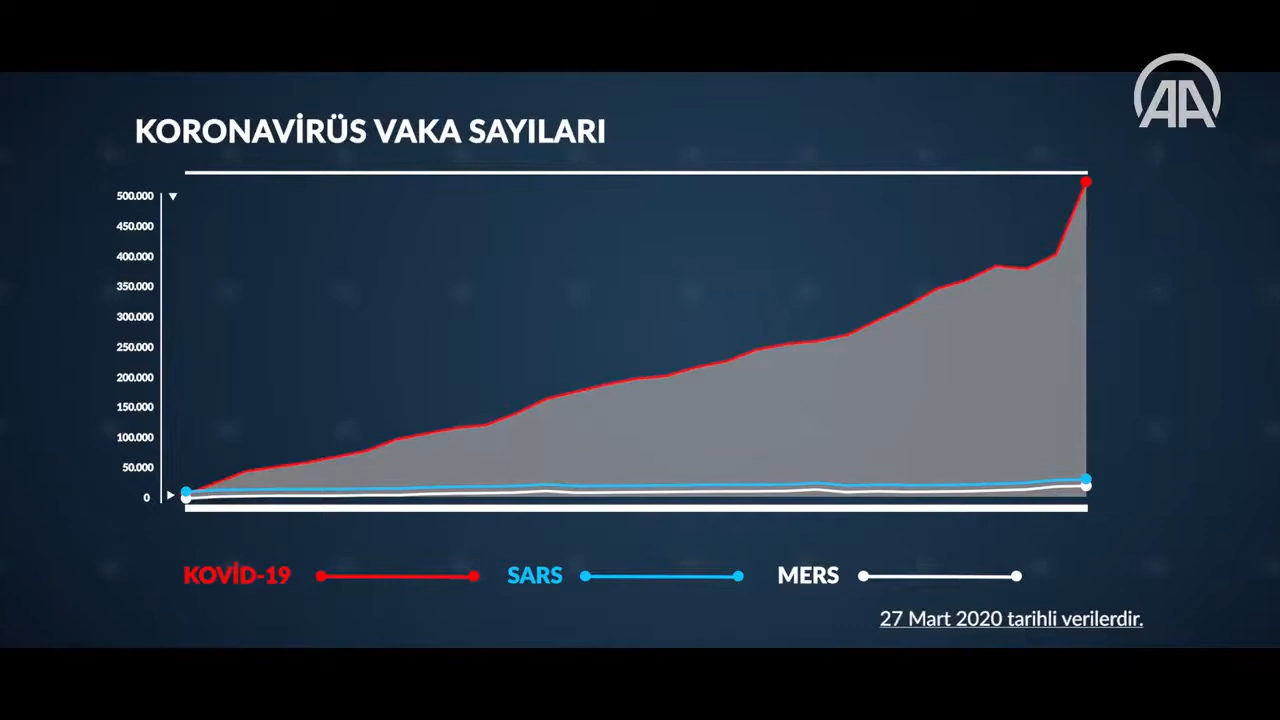 AA
KORONAVİRÜS VAKA SAYILARI
500.000
450.000
400.000
350.000
300.000
250.000
200.000
150.000
100.000
50.000
0
KOVİD-19 SARS MERS
27 Mart 2020 tarihli verilerdir.